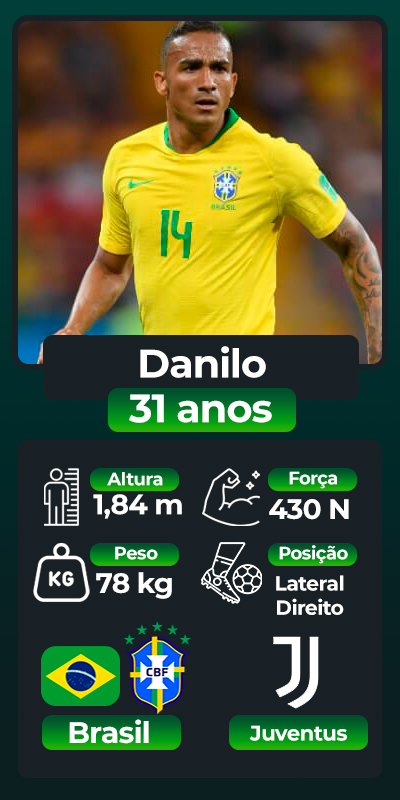 BRASIL
14
Danilo
31 anos
Altura
1,84 m
Força
430 N
KG
Peso
78 kg
Posição
Lateral
Direito
CBF
Brasil
Juventus